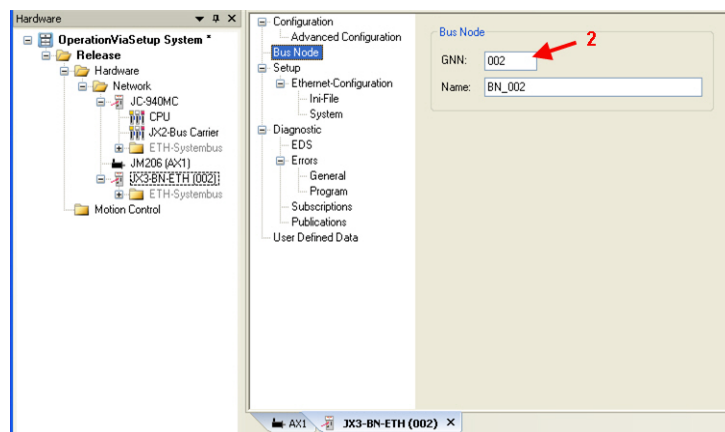 Hardware
OperationViaSetup System *
Release
Hardware
Network
JC-940MC
CPU
JX2-Bus Carrier
ETH-Systembus
JM206 (AX1)
JX3-BN-ETH (002)
ETH-Systembus
Motion Control
Configuration
Advanced Configuration
Bus Node
Setup
Ethernet-Configuration
Ini-File
System
Diagnostic
EDS
Errors
General
Program
Subscriptions
Publications
User Defined Data
Bus Node
2
GNN: 002
Name: BN_002
AX1 JX3-BN-ETH (002)